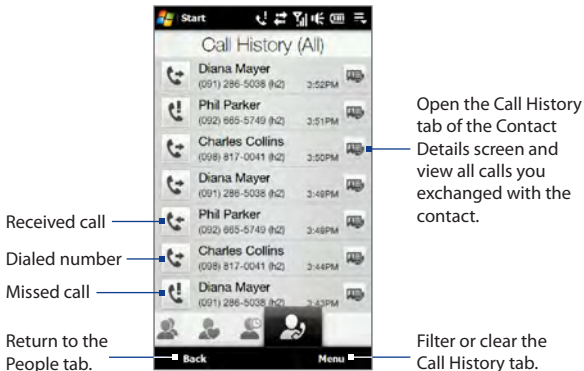 Start
Call History (All)
Diana Mayer
(091) 286-5038 (h2) 3:52PM
Phil Parker
(092) 665-5749 (h2) 3:51PM
Charles Collins
(098) 817-0041 (h2) 3:50PM
Diana Mayer
(091) 286-5038 (h2) 3:49PM
Phil Parker
(092) 665-5749 (h2) 3:48PM
Charles Collins
(098) 817-0041 (h2) 3:44PM
Diana Mayer
(091) 286-5038 (h2) 3:43PM
Back Menu
Received call
Dialed number
Missed call
Return to the
People tab.
Open the Call History
tab of the Contact
Details screen and
view all calls you
exchanged with the
contact.
Filter or clear the
Call History tab.